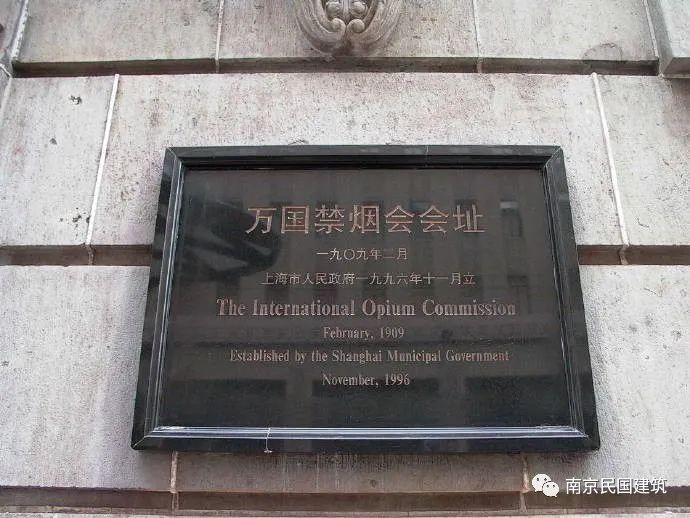 万国禁烟会会址
一九〇九年二月
上海市人民政府一九九六年十一月立
The International Opium Commission
February, 1909
Established by the Shanghai Municipal Government
November, 1996
南京民国建筑